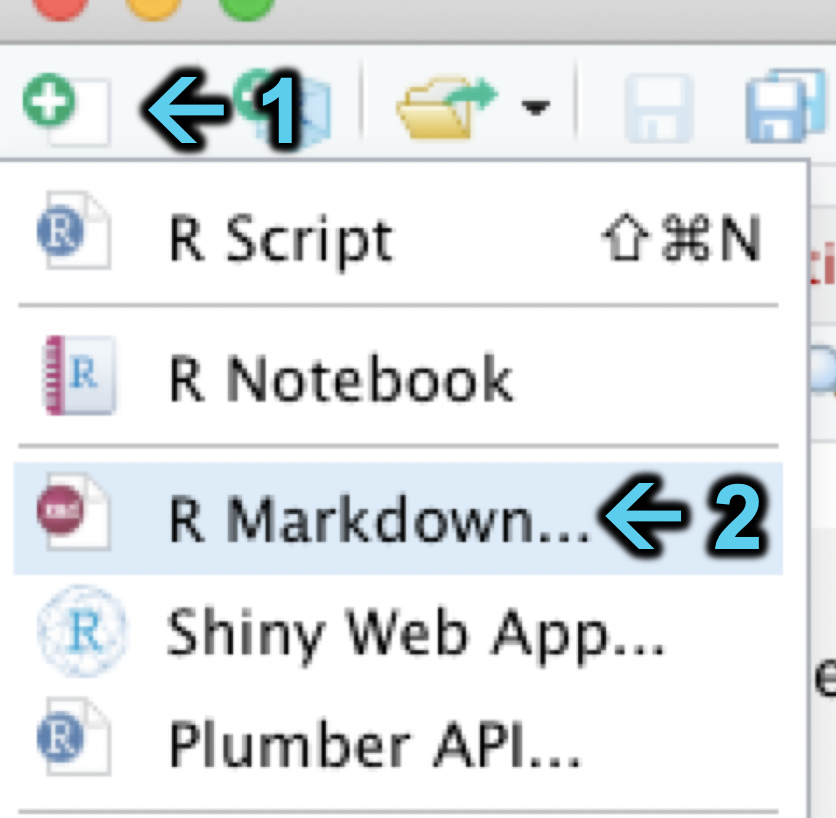 1
R Script ⇧⌘N
R Notebook
R Markdown... 2
Shiny Web App...
Plumber API...